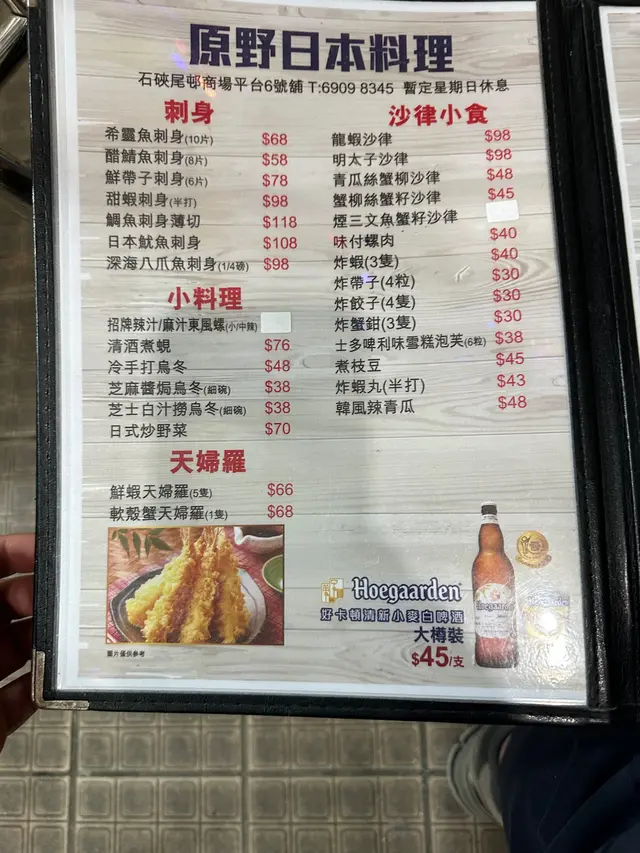 原野日本料理
石硤尾邨商場平台6號舖 T:6909 8345 暫定星期日休息
刺身
希靈魚刺身(10片) $68
醋鯖魚刺身(8片) $58
鮮帶子刺身(6片) $78
甜蝦刺身(半打) $98
鯛魚刺身薄切 $118
日本魷魚刺身 $108
深海八爪魚刺身(1/4磅) $98
小料理
招牌辣汁/麻汁東風螺(小/中辣)
清酒煮蜆 $76
冷手打烏冬 $48
芝麻醬焗烏冬(細碗) $38
芝士白汁撈烏冬(細碗) $38
日式炒野菜 $70
天婦羅
鮮蝦天婦羅(5隻) $66
軟殼蟹天婦羅(1隻) $68
圖片僅供參考
沙律小食
龍蝦沙律 $98
明太子沙律 $98
青瓜絲蟹柳沙律 $48
蟹柳蟹籽沙律 $45
煙三文魚蟹籽沙律
味付螺肉 $40
炸蝦(3隻) $40
炸帶子(4粒) $30
炸餃子(4隻) $30
炸蟹鉗(3隻) $30
士多啤利味雪糕泡芙(6粒) $38
煮枝豆 $45
炸蝦丸(半打) $43
韓風辣青瓜 $48
Hoegaarden
好卡頓清新小麥白啤酒
大樽裝
$45/支
Hoegaarden